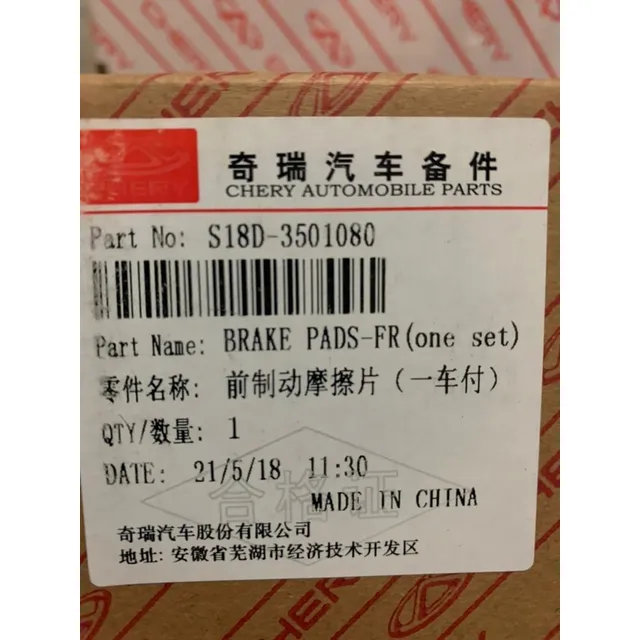 CHERY
奇瑞汽车备件
CHERY AUTOMOBILE PARTS
Part No: S18D-3501080
Part Name: BRAKE PADS-FR(one set)
零件名称: 前制动摩擦片（一车付）
QTY/数量: 1
DATE: 21/5/18 11:30
合格证
MADE IN CHINA
奇瑞汽车股份有限公司
地址: 安徽省芜湖市经济技术开发区
CHERY